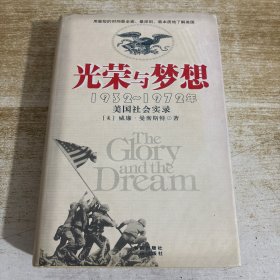 光荣与梦想
1932~1972年
美国社会实录
[美] 威廉·曼彻斯特 ◎ 著
The
Glory
and the
Dream